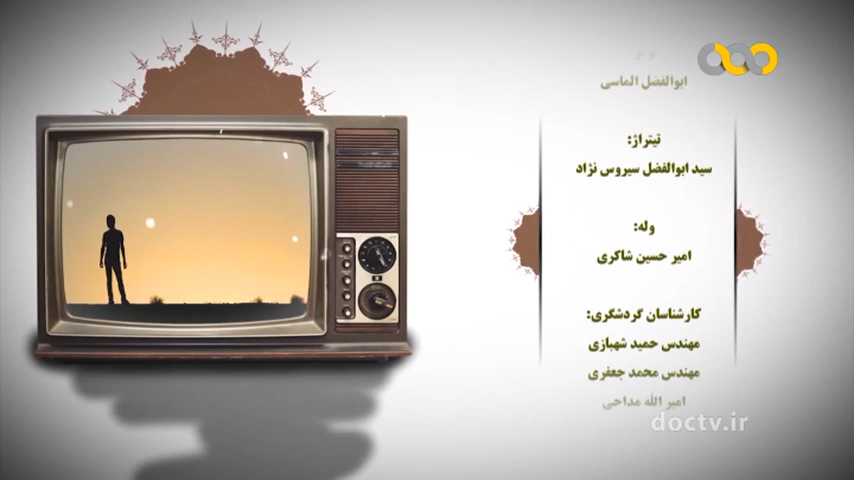 ابوالفضل الماسی
تیتراژ:
سید ابوالفضل سیروس نژاد
وله:
امیر حسین شاکری
کارشناسان گردشگری:
مهندس حمید شهبازی
مهندس محمد جعفری
امیر الله مداحی
doctv.ir